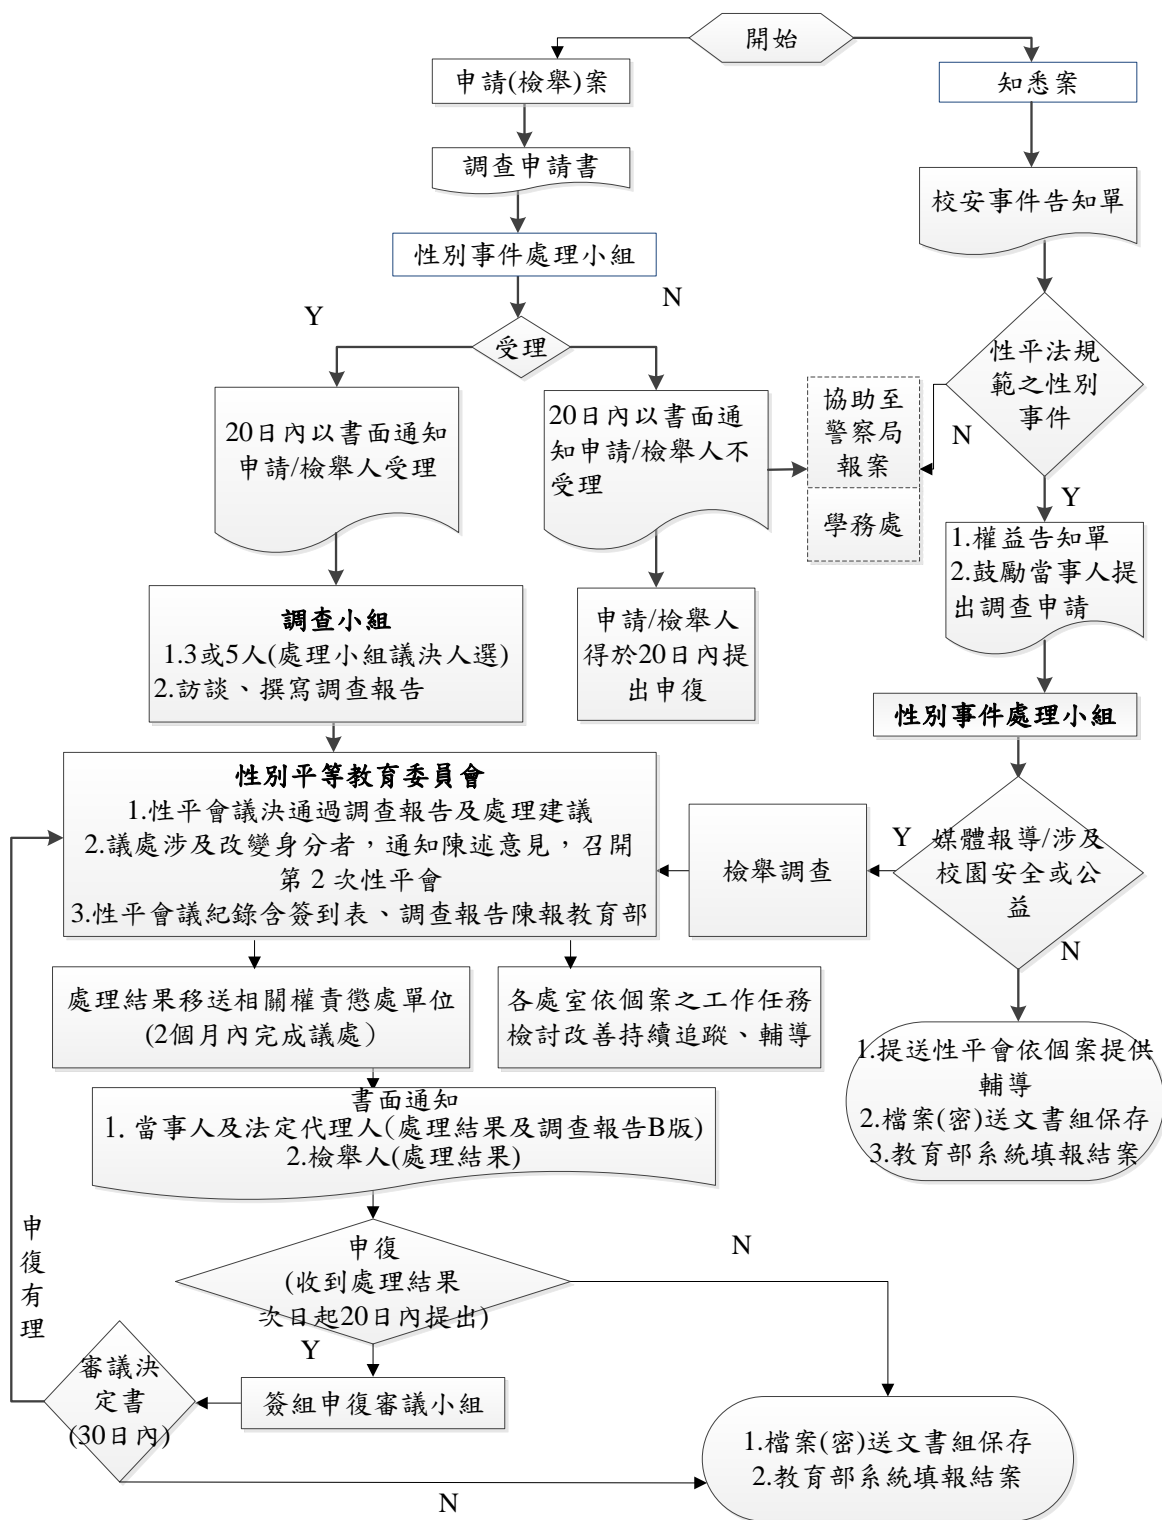 開始
申請(檢舉)案
知悉案
調查申請書
校安事件告知單
性別事件處理小組
Y
N
受理
性平法規
範之性別
事件
N
Y
20日內以書面通知
申請/檢舉人受理
20日內以書面通
知申請/檢舉人不
受理
協助至
警察局
報案
學務處
1.權益告知單
2.鼓勵當事人提
出調查申請
調查小組
1.3或5人(處理小組議決人選)
2.訪談、撰寫調查報告
申請/檢舉人
得於20日內提
出申復
性別事件處理小組
性別平等教育委員會
1.性平會議決通過調查報告及處理建議
2.議處涉及改變身分者，通知陳述意見，召開
第 2 次性平會
3.性平會議紀錄含簽到表、調查報告陳報教育部
檢舉調查
Y
媒體報導/涉及
校園安全或公
益
N
處理結果移送相關權責懲處單位
(2個月內完成議處）
各處室依個案之工作任務
檢討改善持續追蹤、輔導
1.提送性平會依個案提供
輔導
2.檔案(密)送文書組保存
3.教育部系統填報結案
書面通知
1. 當事人及法定代理人(處理結果及調查報告B版)
2.檢舉人(處理結果)
申復有理
申復
(收到處理結果
次日起20日內提出)
N
Y
審議決
定書
(30日內)
簽組申復審議小組
1.檔案(密)送文書組保存
2.教育部系統填報結案
N